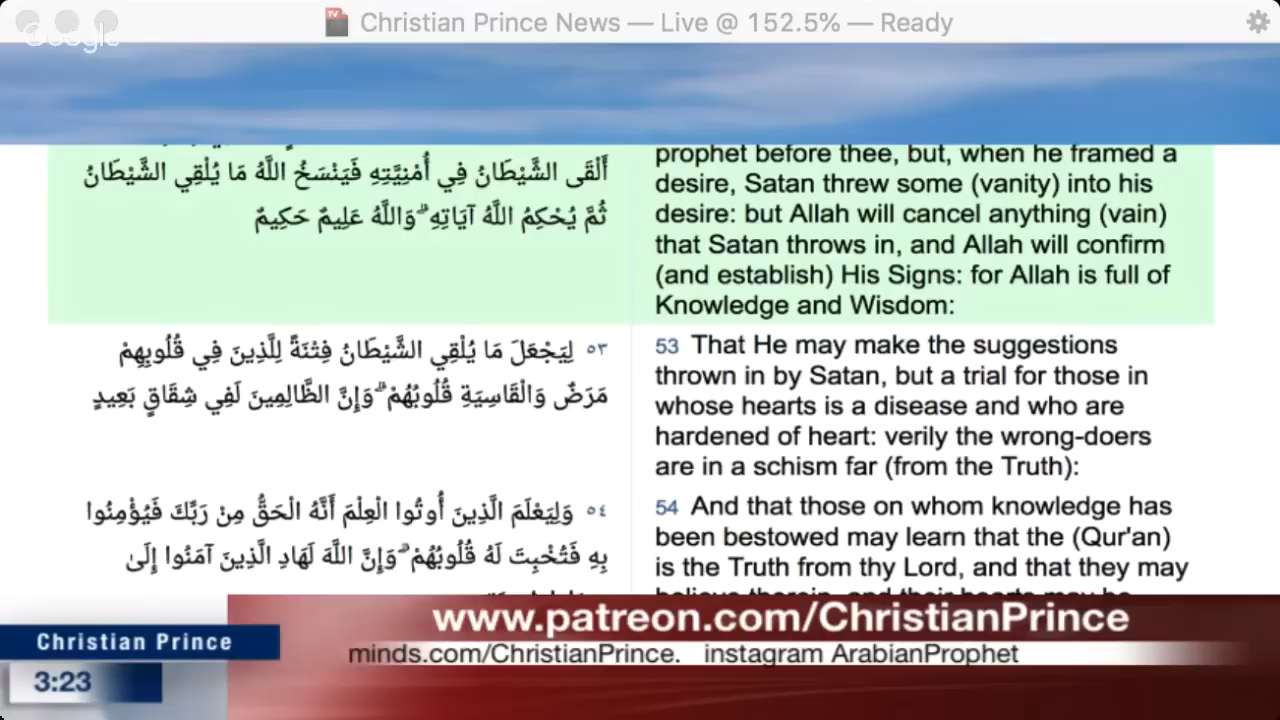 Christian Prince News — Live @ 152.5% — Ready
Google
أَلْقَى الشَّيْطَانُ فِي أُمْنِيَّتِهِ فَيَنْسَخُ اللَّهُ مَا يُلْقِي الشَّيْطَانُ
ثُمَّ يُحْكِمُ اللَّهُ آيَاتِهِ ۗ وَاللَّهُ عَلِيمٌ حَكِيمٌ
prophet before thee, but, when he framed a
desire, Satan threw some (vanity) into his
desire: but Allah will cancel anything (vain)
that Satan throws in, and Allah will confirm
(and establish) His Signs: for Allah is full of
Knowledge and Wisdom:
٥٣ لِيَجْعَلَ مَا يُلْقِي الشَّيْطَانُ فِتْنَةً لِلَّذِينَ فِي قُلُوبِهِمْ
مَرَضٌ وَالْقَاسِيَةِ قُلُوبُهُمْ ۗ وَإِنَّ الظَّالِمِينَ لَفِي شِقَاقٍ بَعِيدٍ
53 That He may make the suggestions
thrown in by Satan, but a trial for those in
whose hearts is a disease and who are
hardened of heart: verily the wrong-doers
are in a schism far (from the Truth):
٥٤ وَلِيَعْلَمَ الَّذِينَ أُوتُوا الْعِلْمَ أَنَّهُ الْحَقُّ مِنْ رَبِّكَ فَيُؤْمِنُوا
بِهِ فَتُخْبِتَ لَهُ قُلُوبُهُمْ ۗ وَإِنَّ اللَّهَ لَهَادِ الَّذِينَ آمَنُوا إِلَىٰ
54 And that those on whom knowledge has
been bestowed may learn that the (Qur'an)
is the Truth from thy Lord, and that they may
believe therein, and their hearts may be
www.patreon.com/ChristianPrince
Christian Prince
minds.com/ChristianPrince. instagram ArabianProphet
3:23